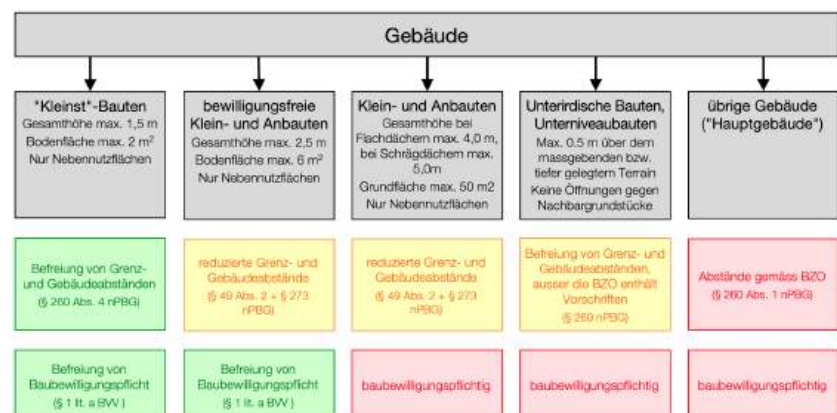 Gebäude
"Kleinst"-Bauten
Gesamthöhe max. 1,5 m
Bodenfläche max. 2 m²
Nur Nebennutzflächen
bewilligungsfreie
Klein- und Anbauten
Gesamthöhe max. 2,5 m
Bodenfläche max. 6 m²
Nur Nebennutzflächen
Klein- und Anbauten
Gesamthöhe bei
Flachdächern max. 4,0 m,
bei Schrägdächern max.
5,0m
Grundfläche max. 50 m2
Nur Nebennutzflächen
Unterirdische Bauten,
Unterniveaubauten
Max. 0.5 m über dem
massgebenden bzw.
tiefer gelegtem Terrain
Keine Öffnungen gegen
Nachbargrundstücke
übrige Gebäude
("Hauptgebäude")
Befreiung von Grenz-
und Gebäudeabständen
(§ 260 Abs. 4 nPBG)
reduzierte Grenz- und
Gebäudeabstände
(§ 49 Abs. 2 + § 273
nPBG)
reduzierte Grenz- und
Gebäudeabstände
(§ 49 Abs. 2 + § 273
nPBG)
Befreiung von Grenz- und
Gebäudeabständen,
ausser die BZO enthält
Vorschriften
(§ 269 nPBG)
Abstände gemäss BZO
(§ 260 Abs. 1 nPBG)
Befreiung von
Baubewilligungspflicht
(§ 1 lit. a BVV )
Befreiung von
Baubewilligungspflicht
(§ 1 lit. a BVV )
baubewilligungspflichtig
baubewilligungspflichtig
baubewilligungspflichtig